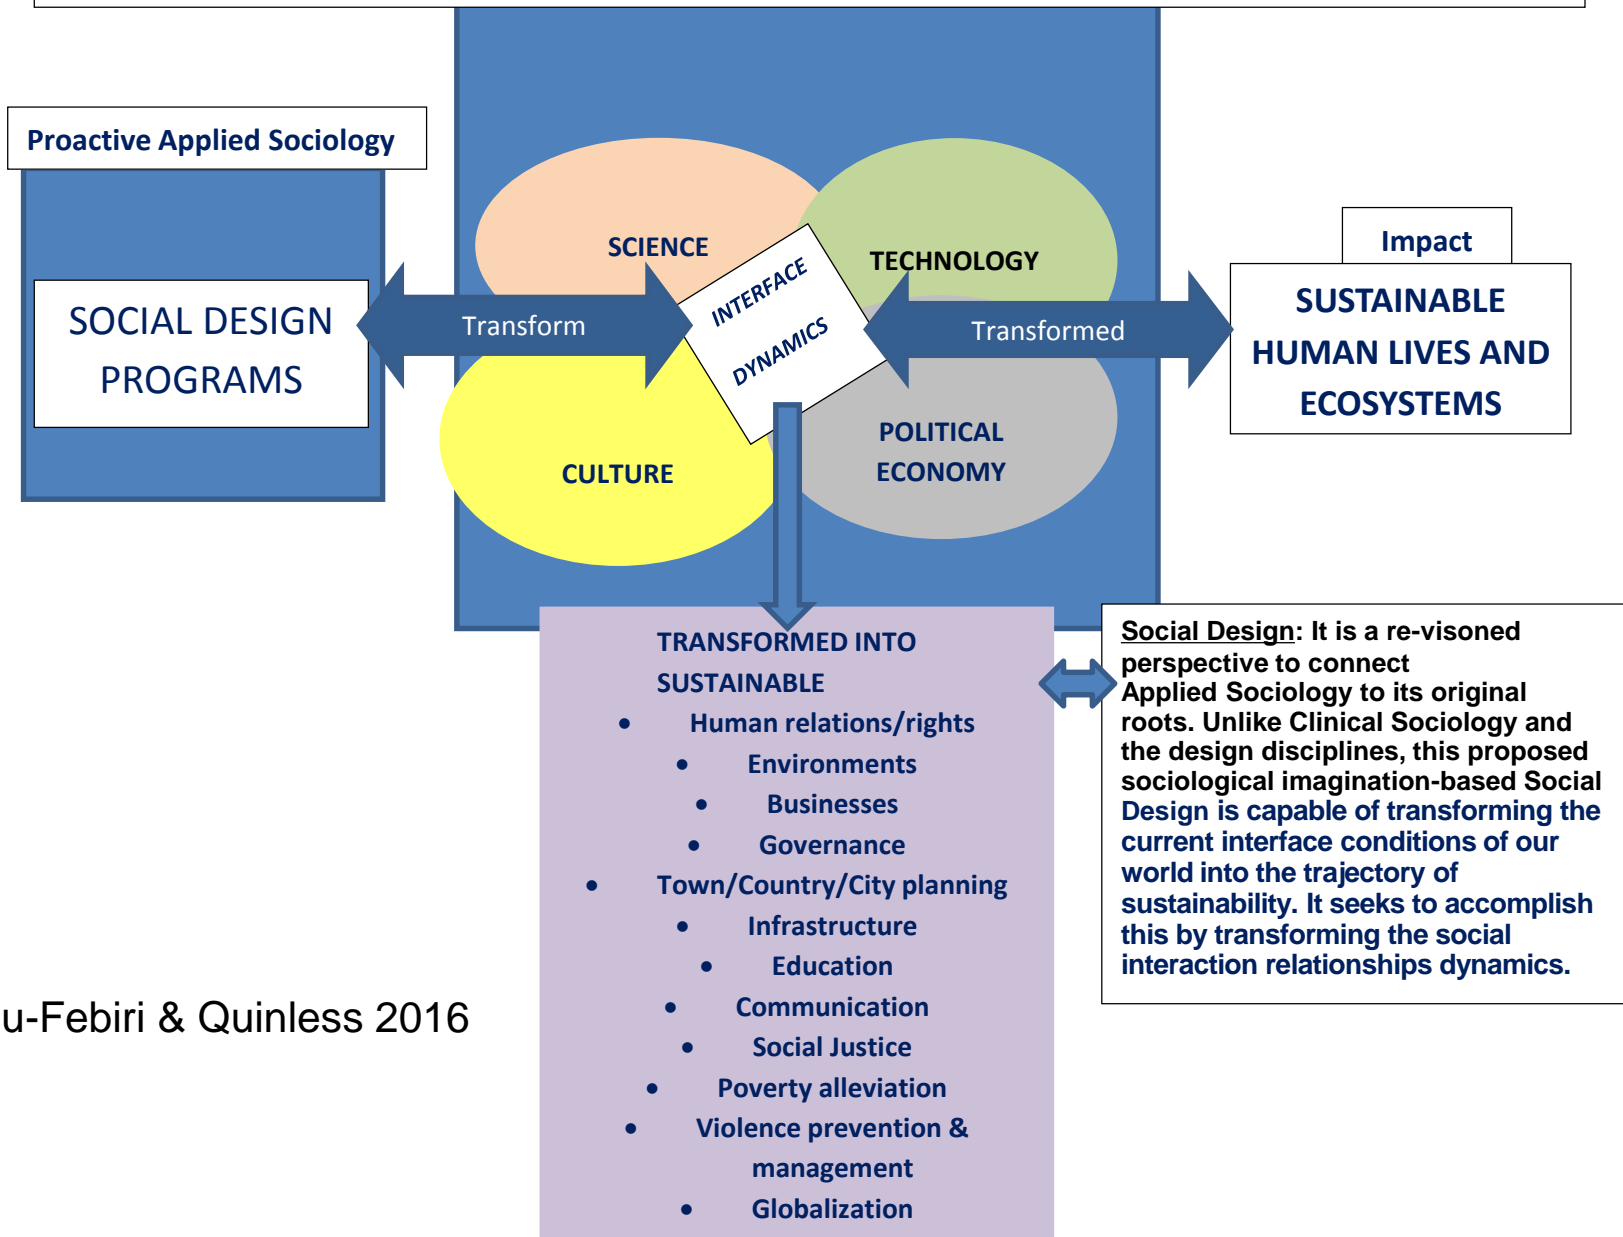 Proactive Applied Sociology
SOCIAL DESIGN
PROGRAMS
Transform
SCIENCE
TECHNOLOGY
INTERFACE
DYNAMICS
CULTURE
POLITICAL
ECONOMY
Transformed
Impact
SUSTAINABLE
HUMAN LIVES AND
ECOSYSTEMS
TRANSFORMED INTO
SUSTAINABLE
• Human relations/rights
• Environments
• Businesses
• Governance
• Town/Country/City planning
• Infrastructure
• Education
• Communication
• Social Justice
• Poverty alleviation
• Violence prevention &
management
• Globalization
Social Design: It is a re-visoned
perspective to connect
Applied Sociology to its original
roots. Unlike Clinical Sociology and
the design disciplines, this proposed
sociological imagination-based Social
Design is capable of transforming the
current interface conditions of our
world into the trajectory of
sustainability. It seeks to accomplish
this by transforming the social
interaction relationships dynamics.
u-Febiri & Quinless 2016